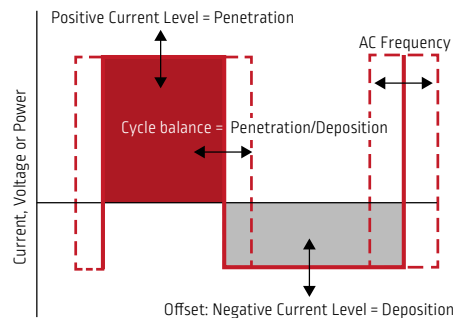 Positive Current Level = Penetration
AC Frequency
Cycle balance = Penetration/Deposition
Current, Voltage or Power
Offset: Negative Current Level = Deposition